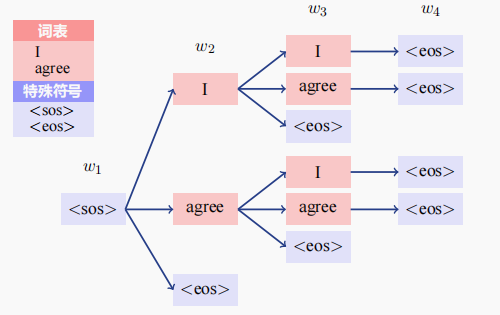 词表
I
agree
特殊符号
<sos>
<eos>
w1
<sos>
w2
I
agree
<eos>
w3
I
agree
<eos>
I
agree
<eos>
w4
<eos>
<eos>
<eos>
<eos>